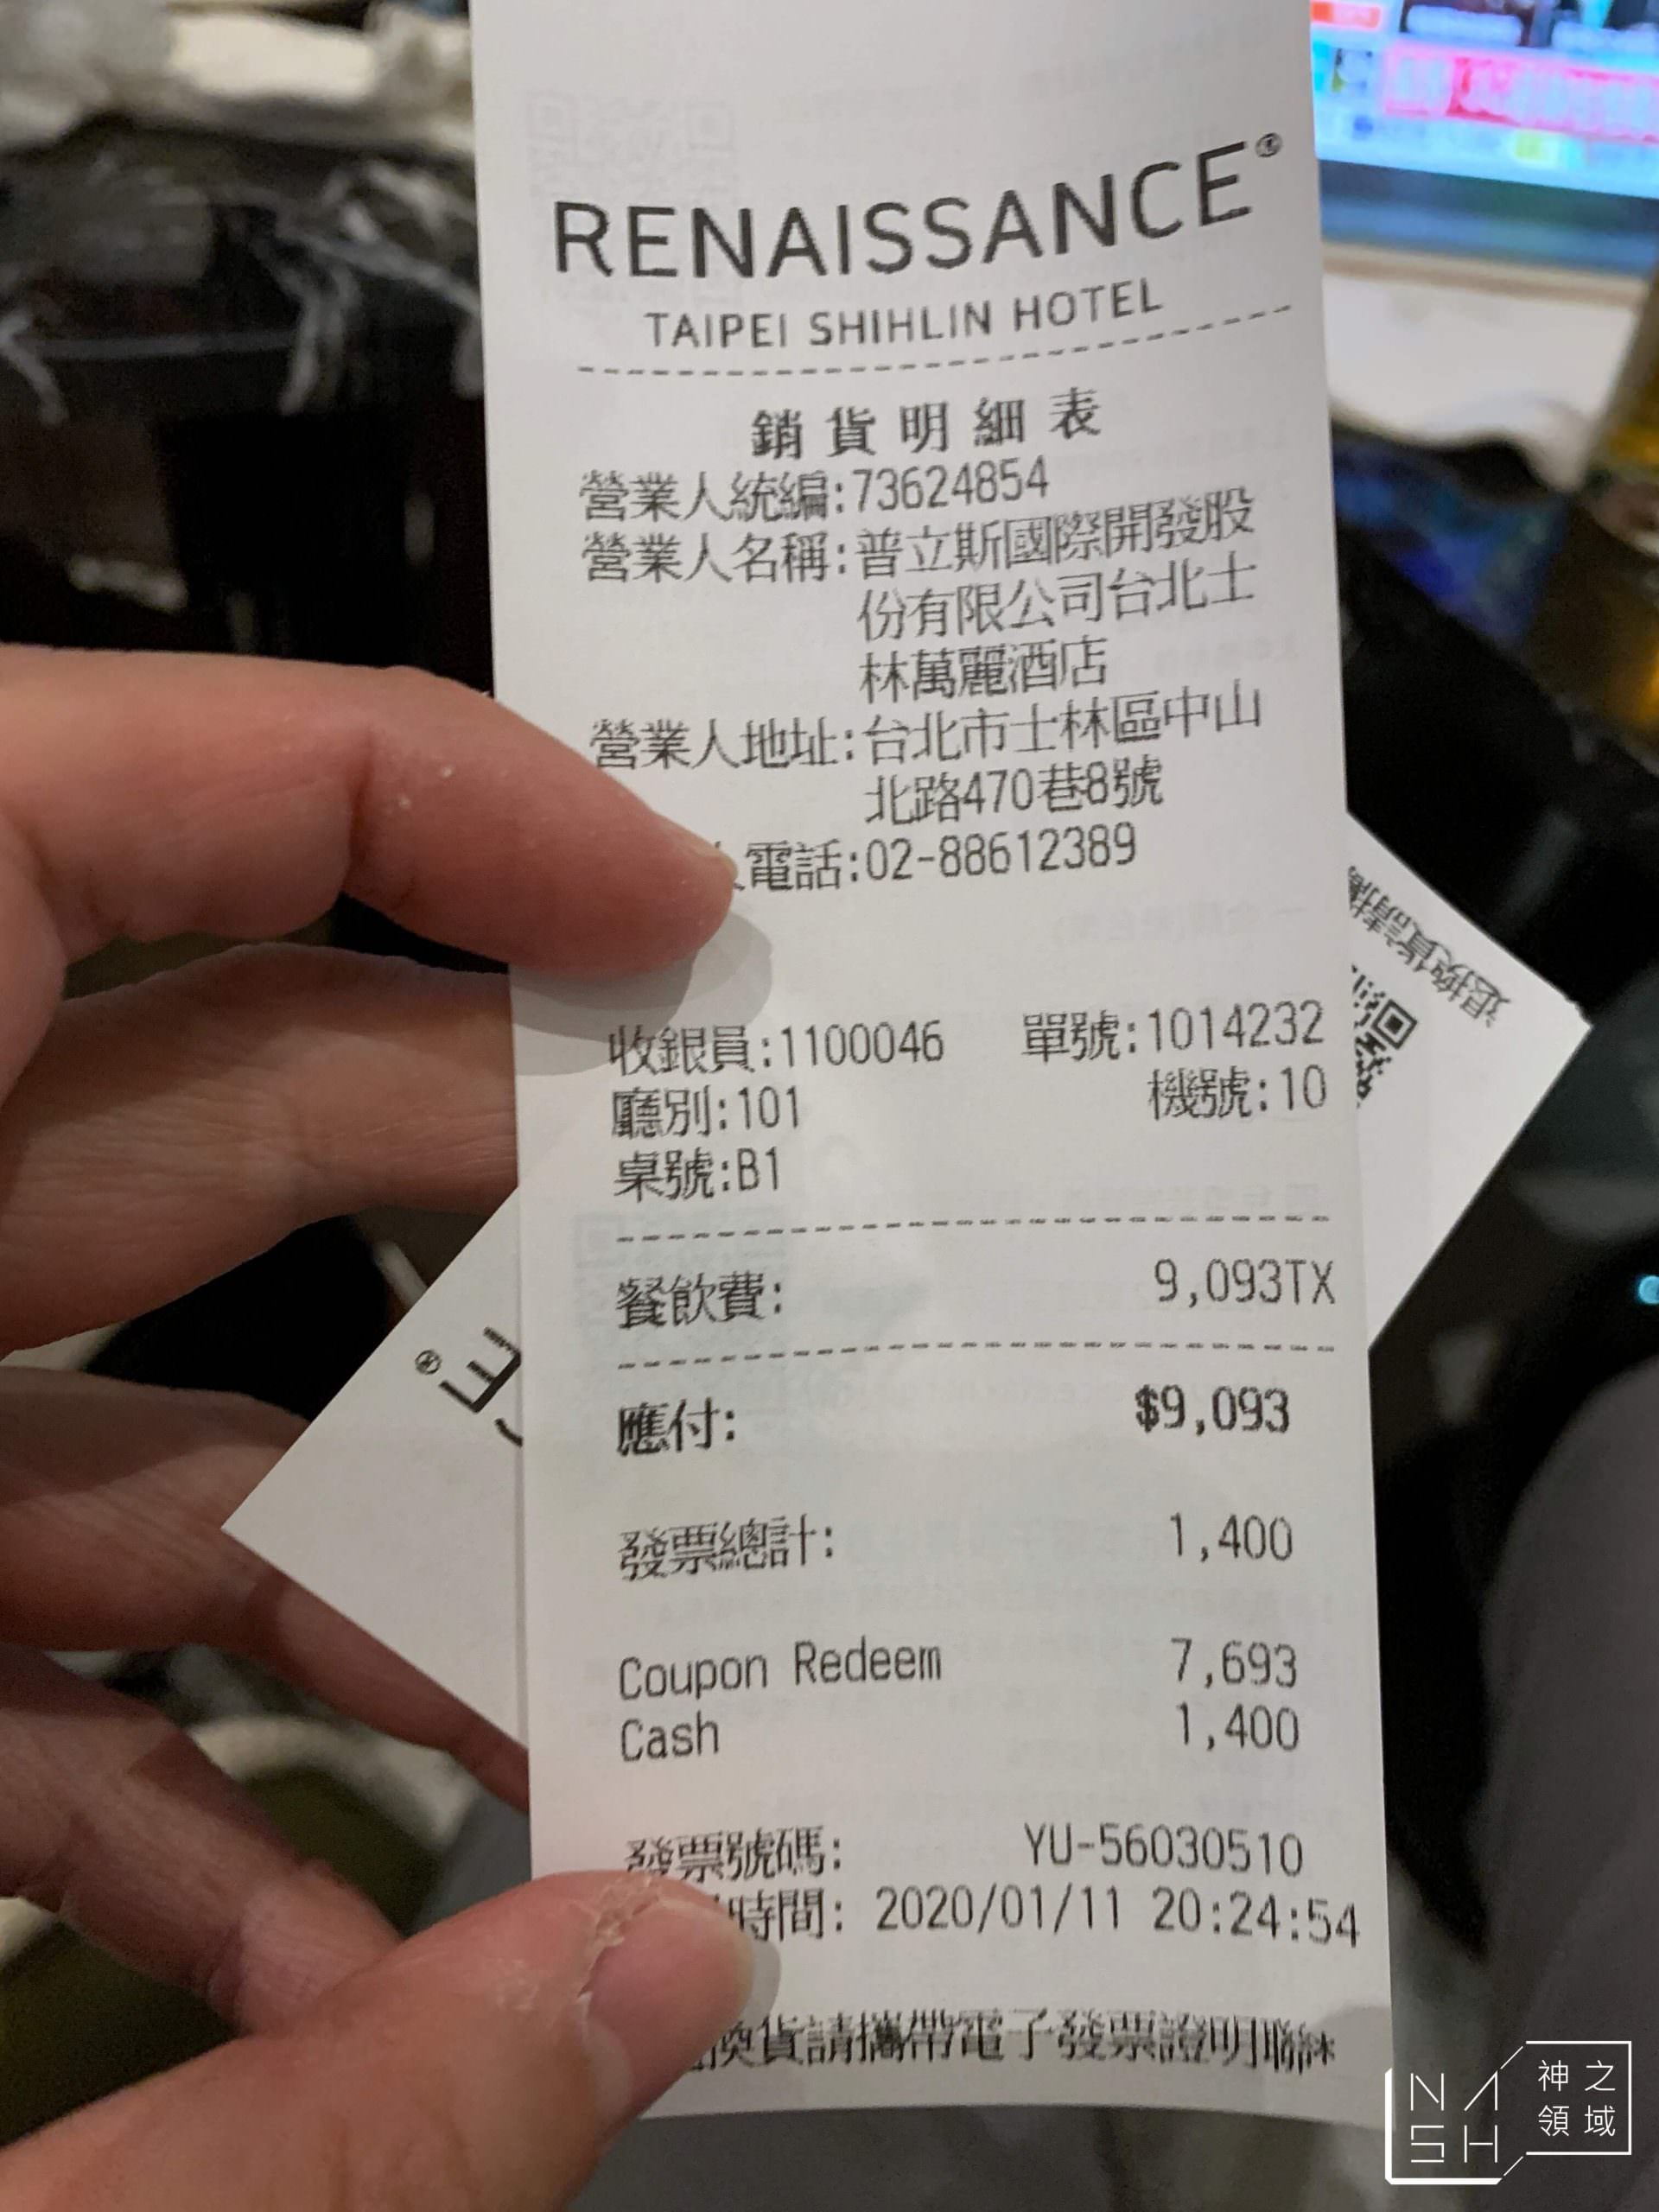 RENAISSANCE®
TAIPEI SHIHLIN HOTEL
銷貨明細表
營業人統編:73624854
營業人名稱:普立斯國際開發股
份有限公司台北士
林萬麗酒店
營業人地址:台北市士林區中山
北路470巷8號
電話:02-88612389
收銀員:1100046 單號:1014232
廳別:101 機號:10
桌號:B1
餐飲費: 9,093TX
應付: $9,093
發票總計: 1,400
Coupon Redeem 7,693
Cash 1,400
發票號碼: YU-56030510
時間: 2020/01/11 20:24:54
換貨請攜帶電子發票證明聯※
退換貨請攜
E®
NASH
神之
領域